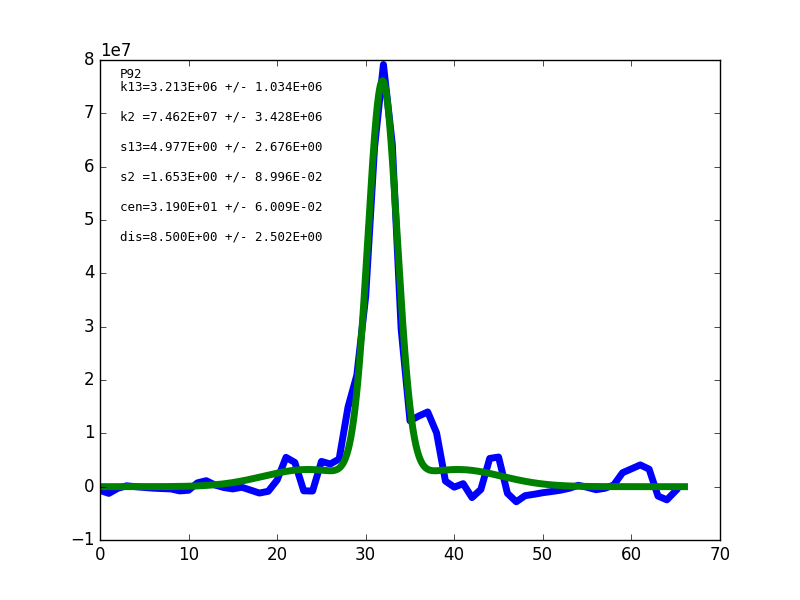 1e7
8
P92
k13=3.213E+06 +/- 1.034E+06
7
k2 =7.462E+07 +/- 3.428E+06
s13=4.977E+00 +/- 2.676E+00
6
s2 =1.653E+00 +/- 8.996E-02
cen=3.190E+01 +/- 6.009E-02
5
dis=8.500E+00 +/- 2.502E+00
4
3
2
1
0
−1
0 10 20 30 40 50 60 70